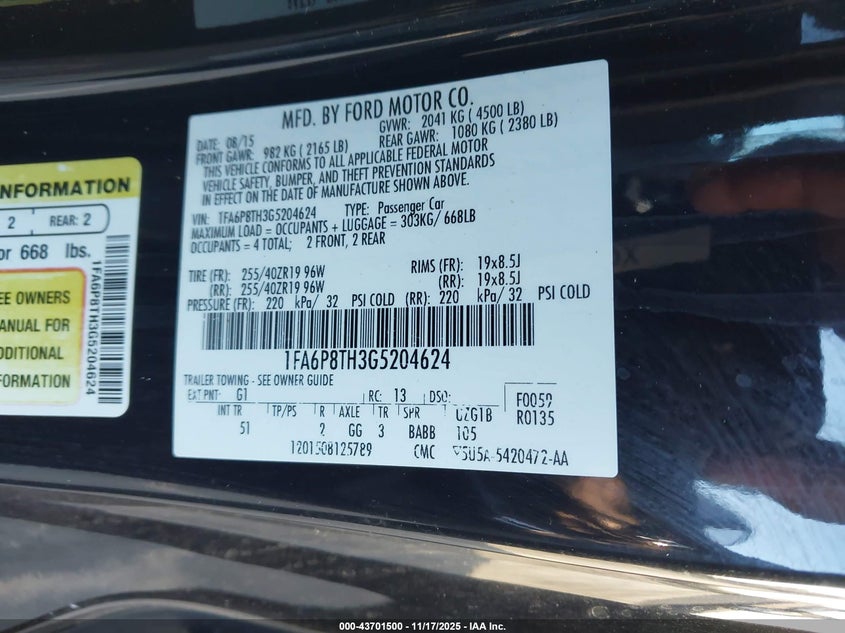 MFD. BY FORD MOTOR CO.
DATE: 08/15 GVWR: 2041 KG ( 4500 LB)
FRONT GAWR: 982 KG ( 2165 LB) REAR GAWR: 1080 KG ( 2380 LB)
THIS VEHICLE CONFORMS TO ALL APPLICABLE FEDERAL MOTOR
VEHICLE SAFETY, BUMPER, AND THEFT PREVENTION STANDARDS
IN EFFECT ON THE DATE OF MANUFACTURE SHOWN ABOVE.
VIN: 1FA6P8TH3G5204624 TYPE: Passenger Car
MAXIMUM LOAD = OCCUPANTS + LUGGAGE = 303KG/ 668LB
OCCUPANTS = 4 TOTAL; 2 FRONT, 2 REAR
TIRE (FR): 255/40ZR19 96W RIMS (FR): 19x8.5J
(RR): 255/40ZR19 96W (RR): 19x8.5J
PRESSURE (FR): 220 kPa/ 32 PSI COLD (RR): 220 kPa/ 32 PSI COLD
1FA6P8TH3G5204624
TRAILER TOWING - SEE OWNER GUIDE
EXT PNT: G1 RC: 13 DSO: F0059
INT TR TP/PS R AXLE TR SPR UZG1B R0135
51 2 GG 3 BABB 105
1201508125789 CMC
INFORMATION
2 REAR: 2
or 668 lbs.
SEE OWNERS
MANUAL FOR
ADDITIONAL
INFORMATION
1FA6P8TH3G5204624
000-43701500 - 11/17/2025 - IAA Inc.